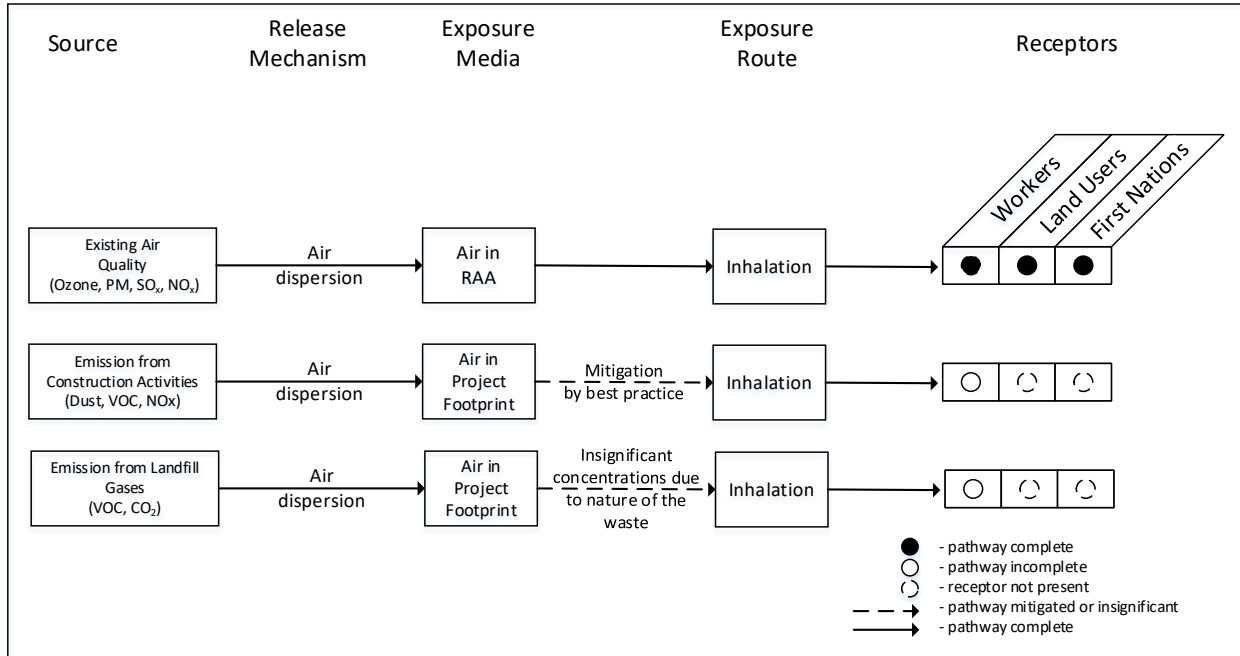 Source
Release
Mechanism
Exposure
Media
Exposure
Route
Receptors
Workers
Land Users
First Nations
Existing Air
Quality
(Ozone, PM, SOₓ, NOₓ)
Air
dispersion
Air in
RAA
Inhalation
Emission from
Construction Activities
(Dust, VOC, NOx)
Air
dispersion
Air in
Project
Footprint
Mitigation
by best practice
Inhalation
Emission from Landfill
Gases
(VOC, CO₂)
Air
dispersion
Air in
Project
Footprint
Insignificant
concentrations due
to nature of the
waste
Inhalation
- pathway complete
- pathway incomplete
- receptor not present
- pathway mitigated or insignificant
- pathway complete